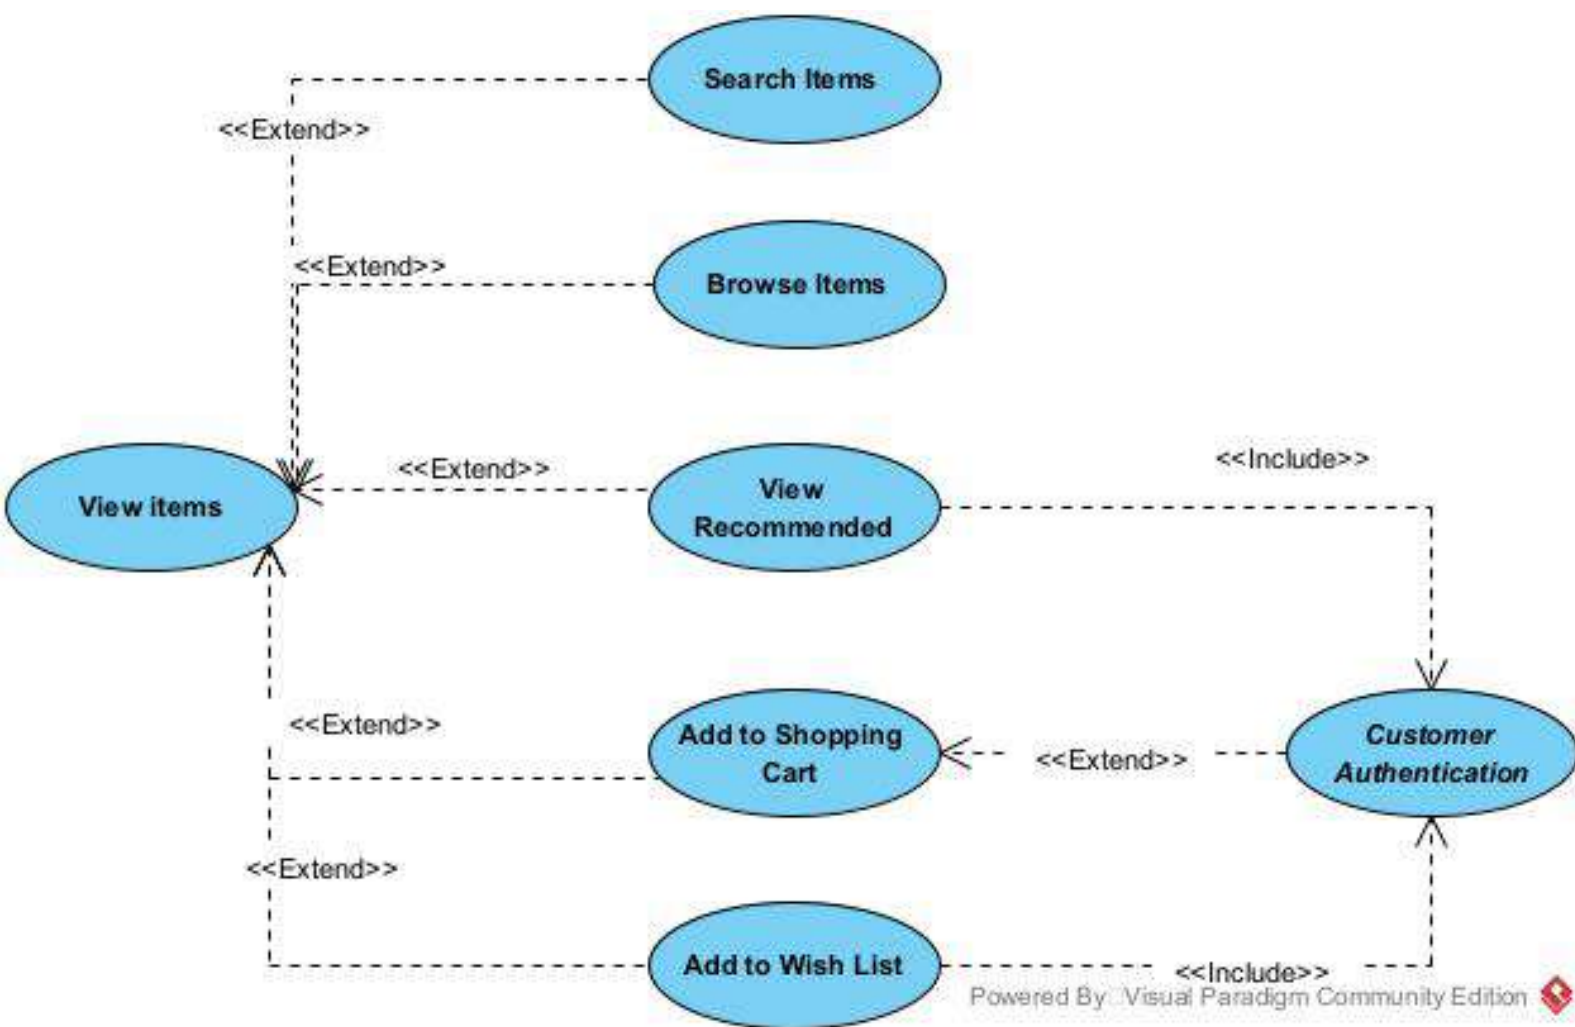 Search Items
<<Extend>>
<<Extend>>
Browse Items
<<Extend>>
View
Recommended
<<Include>>
View items
<<Extend>>
Add to Shopping
Cart
<<Extend>>
Customer
Authentication
<<Extend>>
Add to Wish List
<<Include>>
Powered By Visual Paradigm Community Edition